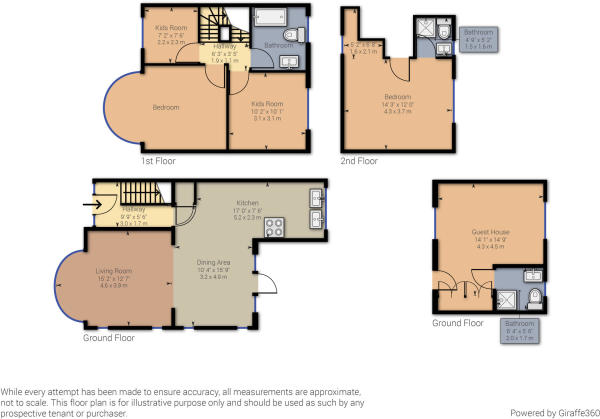 Kids Room
7'2" x 7'6"
2.2 x 2.3 m
Hallway
6'3" x 3'5"
1.9 x 1.1 m
Bathroom
Bedroom
Kids Room
10'2" x 10'1"
3.1 x 3.1 m
1st Floor
5'2" x 6'8"
1.6 x 2.1 m
Bathroom
4'9" x 5'2"
1.5 x 1.6 m
Bedroom
14'3" x 12'0"
4.3 x 3.7 m
2nd Floor
Hallway
9'9" x 5'6"
3.0 x 1.7 m
Kitchen
17'0" x 7'6"
5.2 x 2.3 m
Living Room
15'2" x 12'7"
4.6 x 3.9 m
Dining Area
10'4" x 15'9"
3.2 x 4.8 m
Ground Floor
Guest House
14'1" x 14'9"
4.3 x 4.5 m
Ground Floor
Bathroom
6'4" x 5'6"
2.0 x 1.7 m
While every attempt has been made to ensure accuracy, all measurements are approximate,
not to scale. This floor plan is for illustrative purpose only and should be used as such by any
prospective tenant or purchaser.
Powered by Giraffe360